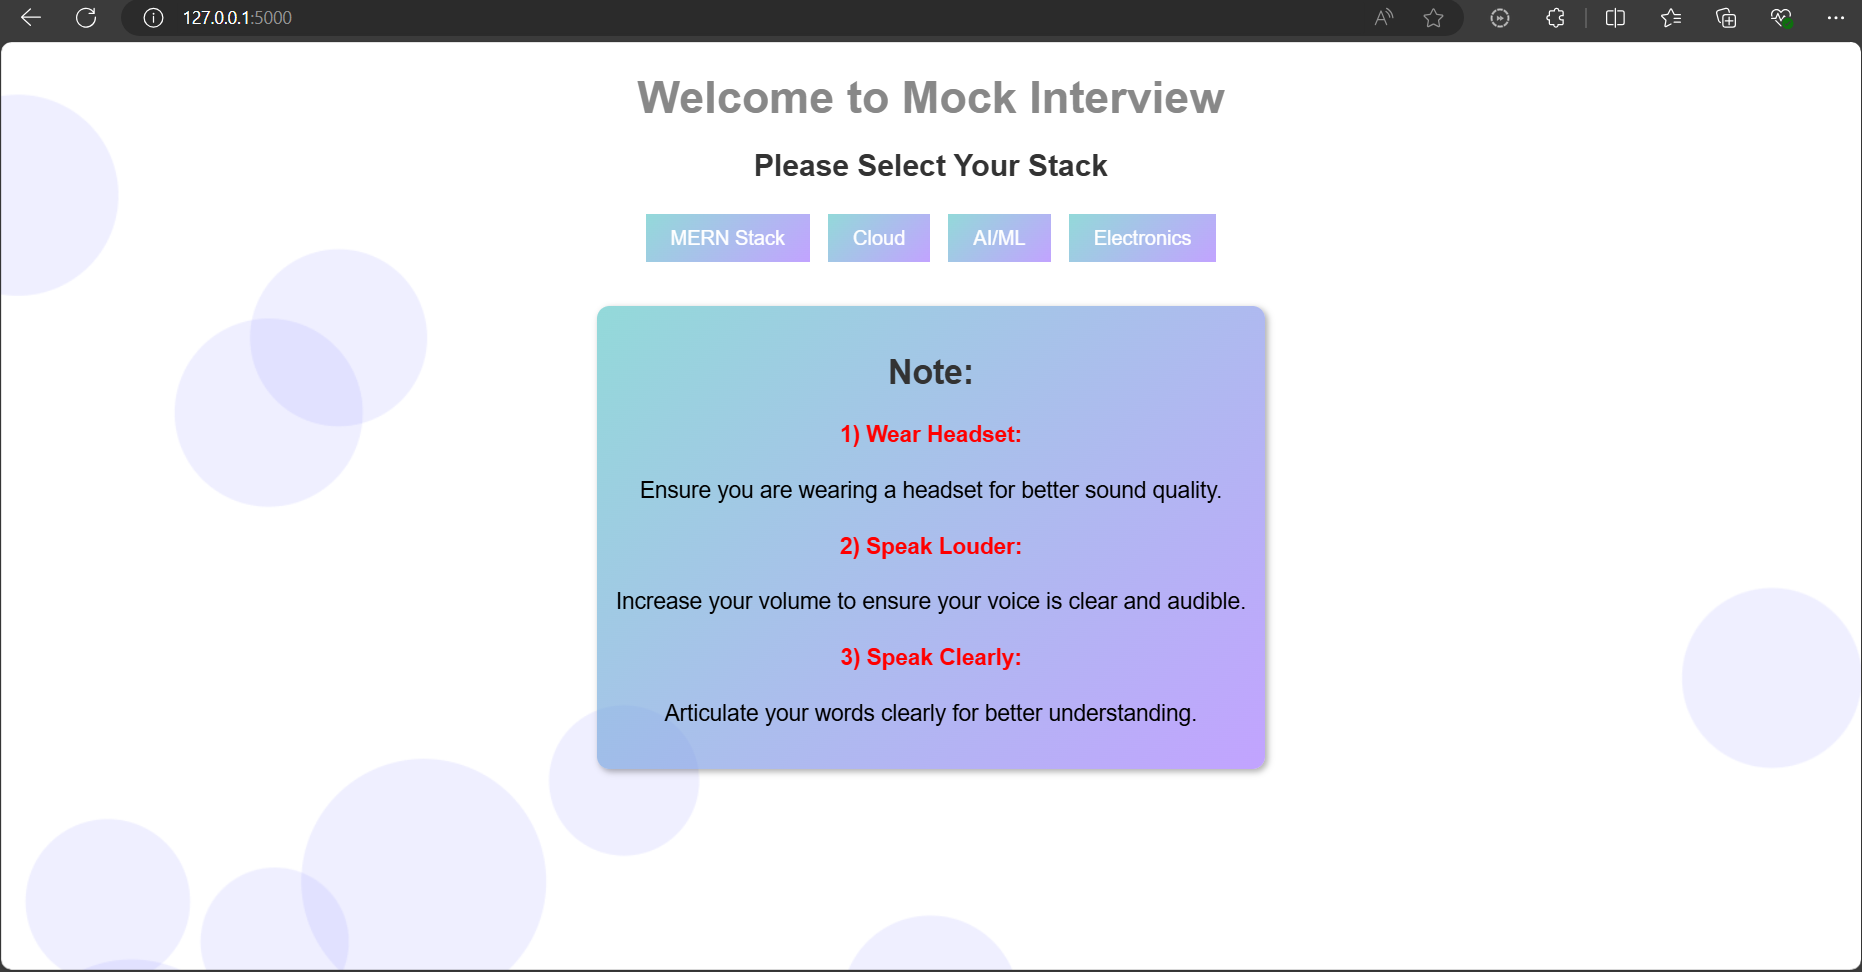 127.0.0.1:5000
Welcome to Mock Interview
Please Select Your Stack
MERN Stack Cloud AI/ML Electronics
Note:
1) Wear Headset:
Ensure you are wearing a headset for better sound quality.
2) Speak Louder:
Increase your volume to ensure your voice is clear and audible.
3) Speak Clearly:
Articulate your words clearly for better understanding.